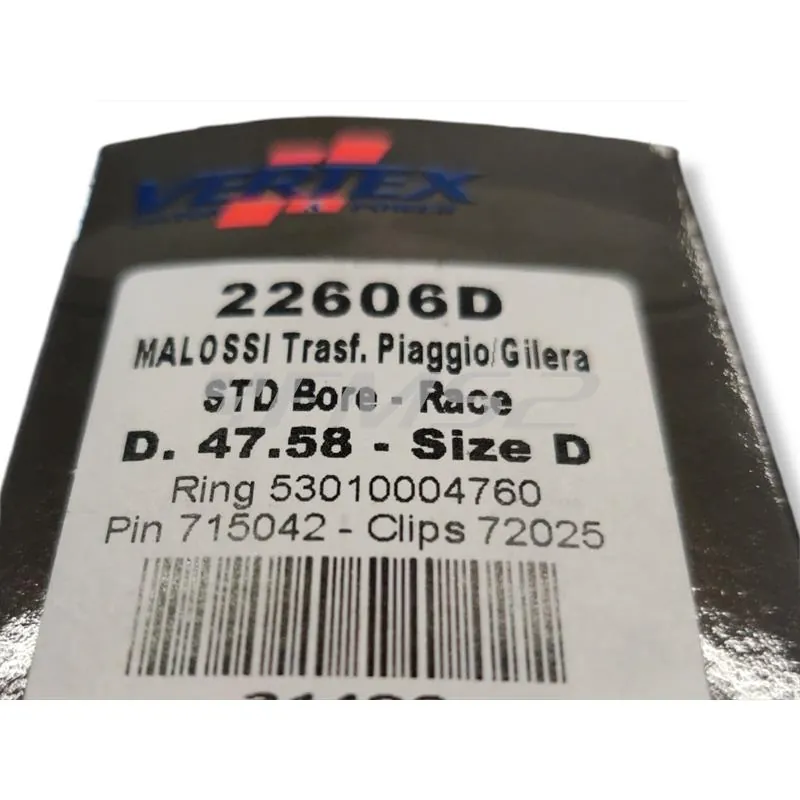 VERTEX
22606D
MALOSSI Trasf. Piaggio/Gilera
STD Bore - Race
D. 47.58 - Size D
Ring 53010004760
Pin 715042 - Clips 72025